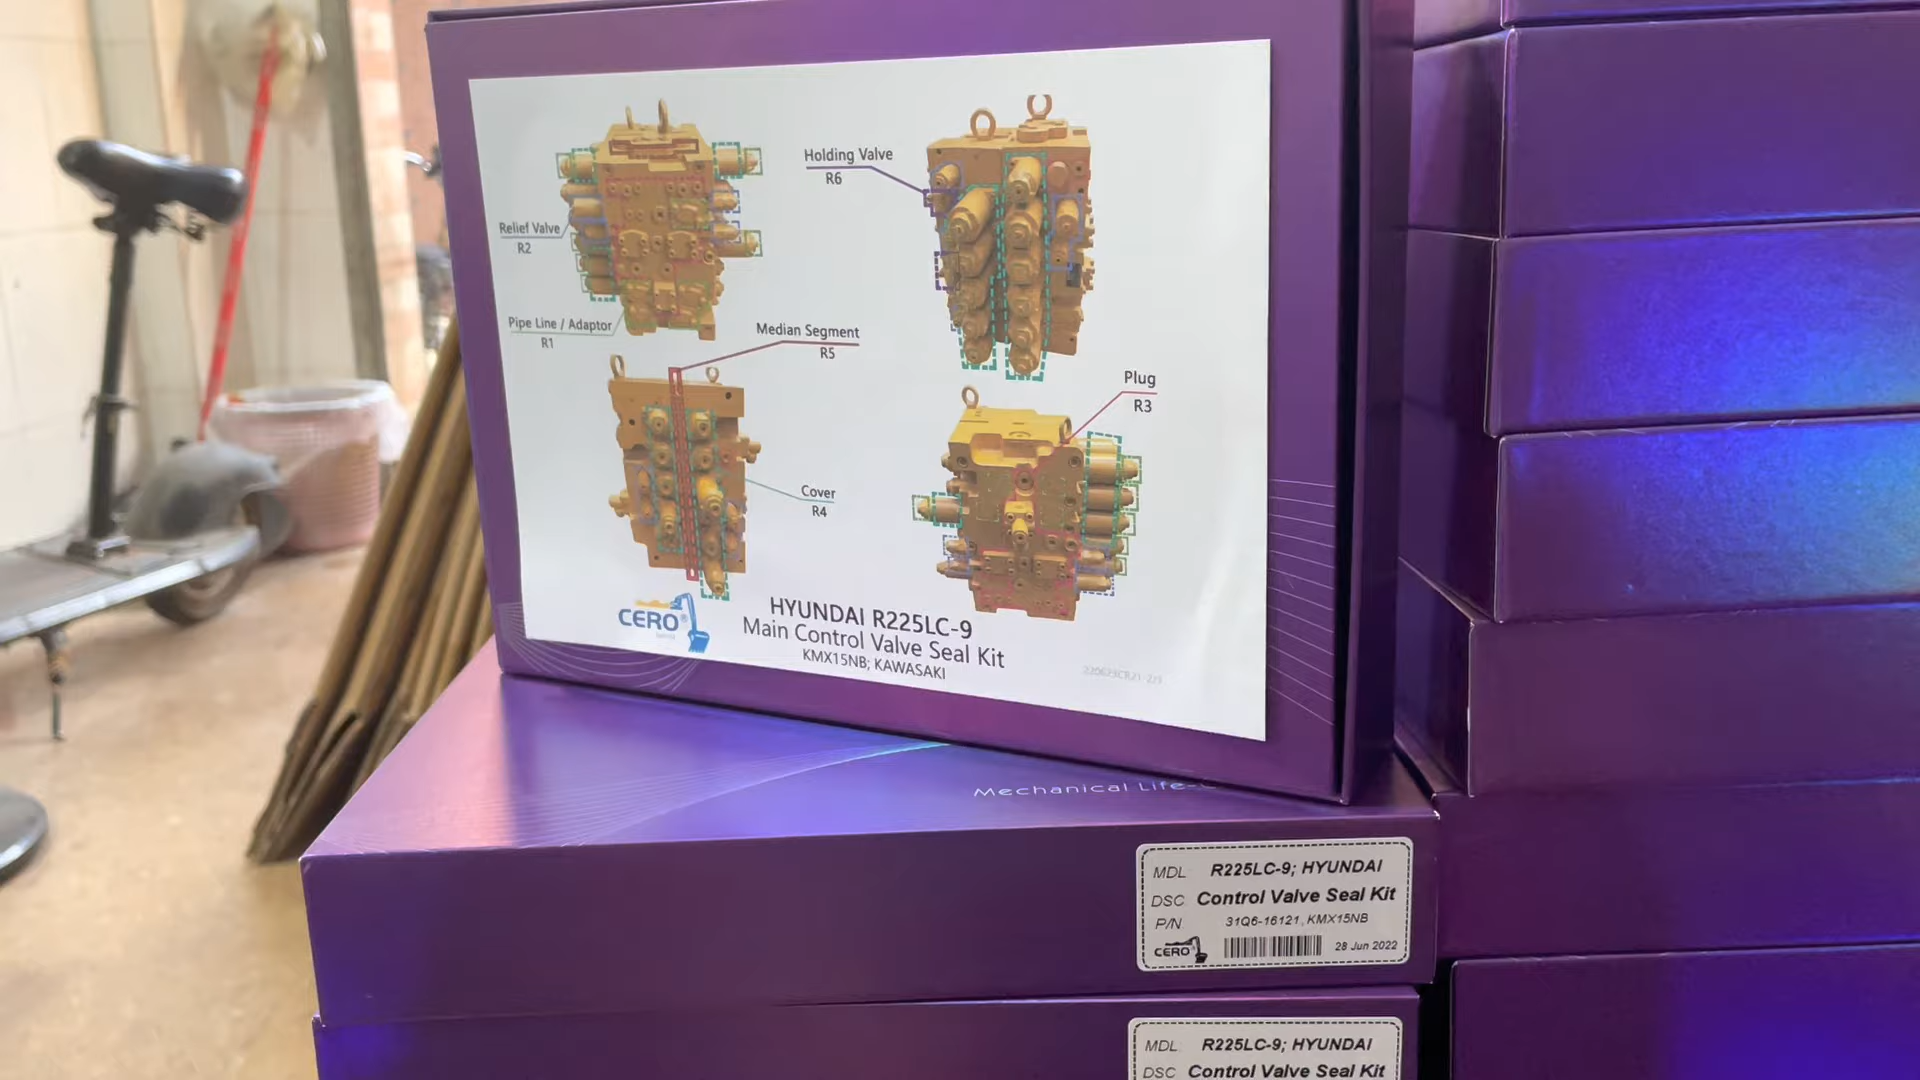 Holding Valve
R6
Relief Valve
R2
Pipe Line / Adaptor
R1
Median Segment
R5
Plug
R3
Cover
R4
CERO®
HYUNDAI R225LC-9
Main Control Valve Seal Kit
KMX15NB; KAWASAKI
Mechanical Life-
MDL R225LC-9; HYUNDAI
DSC Control Valve Seal Kit
P/N 31Q6-16121, KMX15NB
CERO® 28 Jun 2022
MDL R225LC-9; HYUNDAI
DSC Control Valve Seal Kit